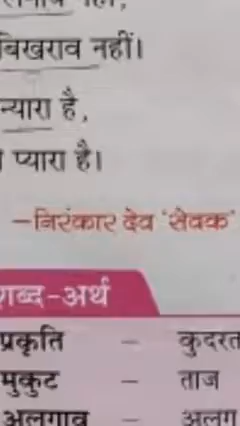 बिखराव नहीं।
न्यारा है,
प्यारा है।
–निरंकार देव 'सेवक'
शब्द-अर्थ
प्रकृति – कुदरत
मुकुट – ताज
अलगाव – अलग